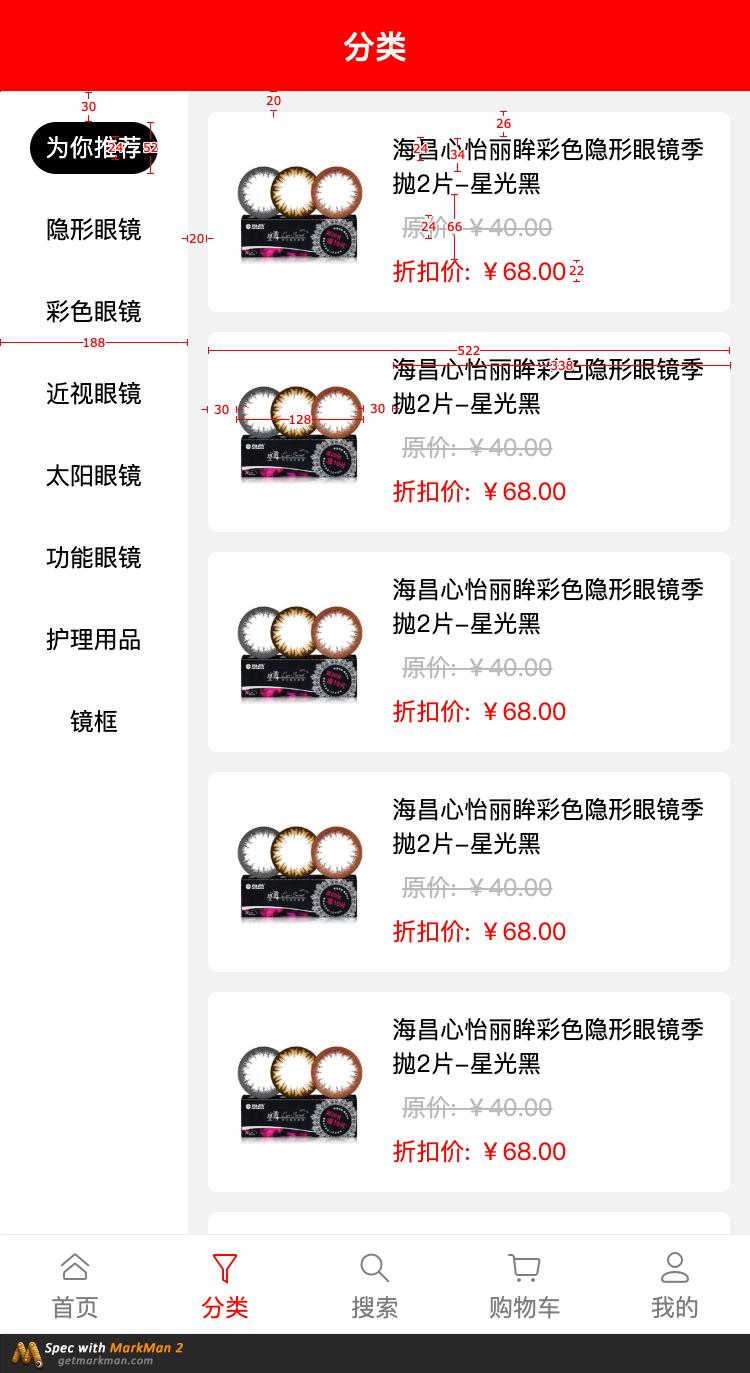 分类
30
20
为你推荐
24
52
隐形眼镜
彩色眼镜
188
近视眼镜
太阳眼镜
功能眼镜
护理用品
镜框
20
26
海昌心怡丽眸彩色隐形眼镜季
24
34
抛2片-星光黑
原价: ¥40.00
24
66
折扣价: ¥68.00
22
522
海昌心怡丽眸彩色隐形眼镜季
338
抛2片-星光黑
30
128
30
原价: ¥40.00
折扣价: ¥68.00
海昌心怡丽眸彩色隐形眼镜季
抛2片-星光黑
原价: ¥40.00
折扣价: ¥68.00
海昌心怡丽眸彩色隐形眼镜季
抛2片-星光黑
原价: ¥40.00
折扣价: ¥68.00
海昌心怡丽眸彩色隐形眼镜季
抛2片-星光黑
原价: ¥40.00
折扣价: ¥68.00
首页
分类
搜索
购物车
我的
Spec with MarkMan 2
getmarkman.com